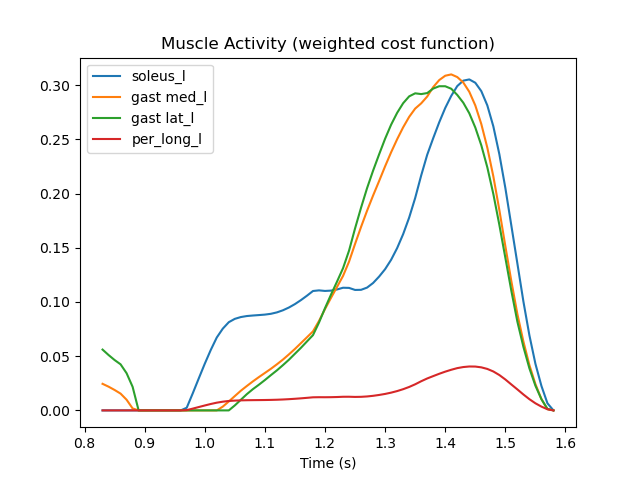 Muscle Activity (weighted cost function)
soleus_l
gast med_l
gast lat_l
per_long_l
0.30
0.25
0.20
0.15
0.10
0.05
0.00
0.8 0.9 1.0 1.1 1.2 1.3 1.4 1.5 1.6
Time (s)